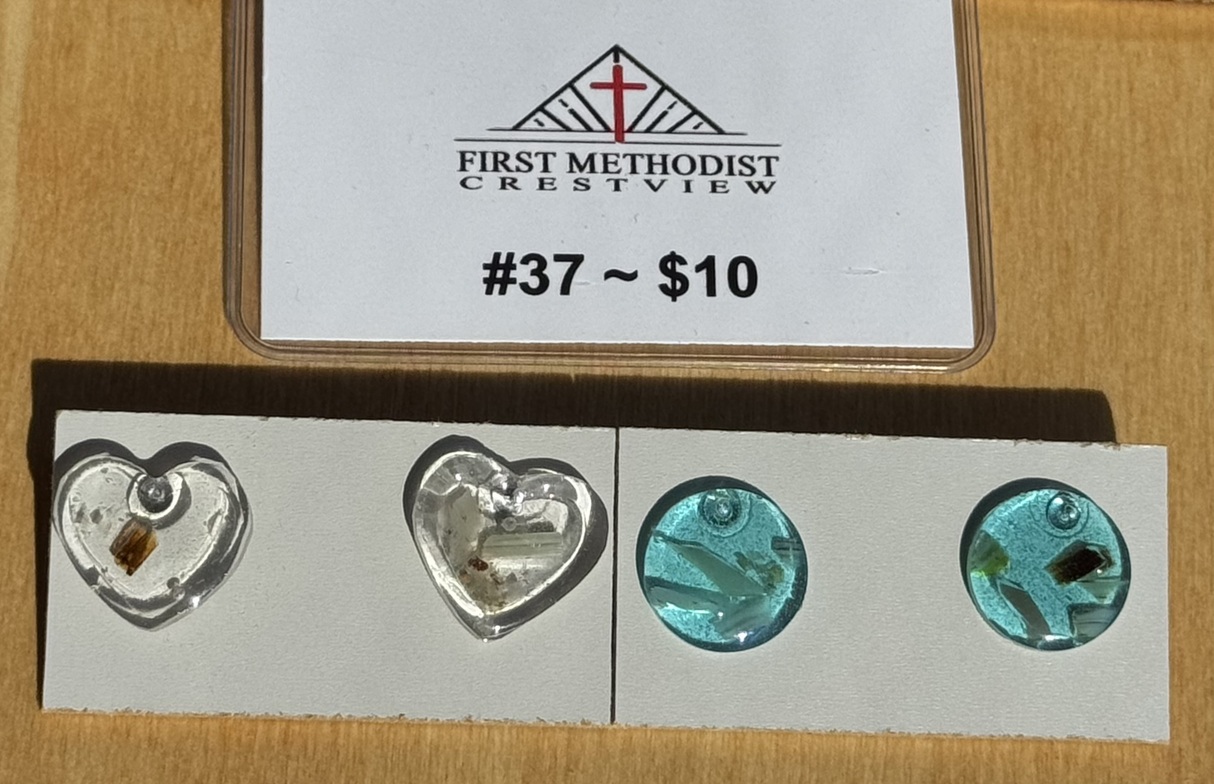 FIRST METHODIST
CRESTVIEW
#37 ~ $10